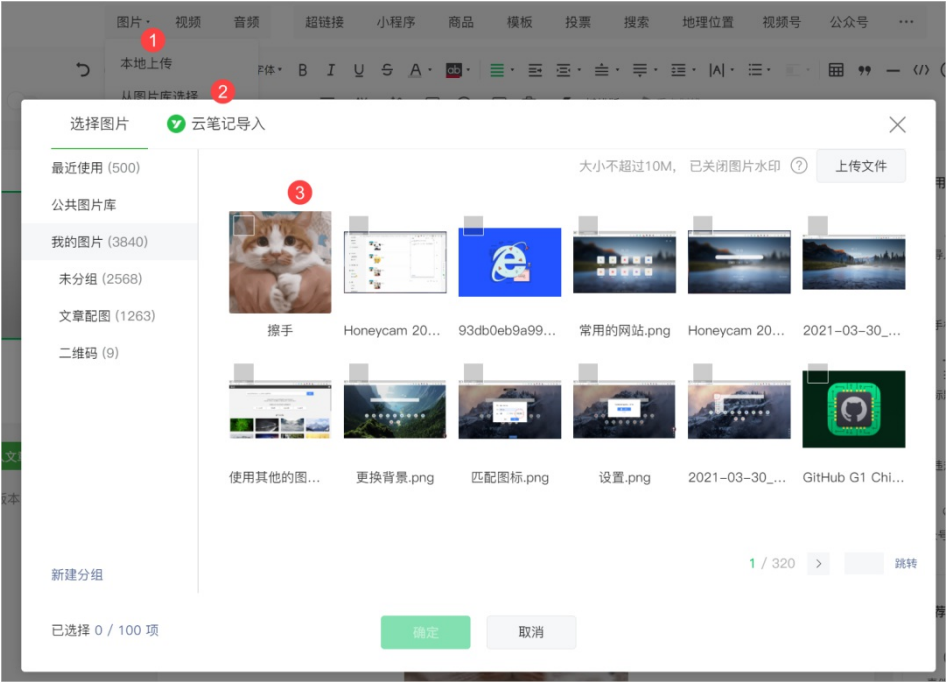 图片 视频 音频 超链接 小程序 商品 模板 投票 搜索 地理位置 视频号 公众号 ···
1
本地上传
字体 B I U S A ab |A|
从图片库选择
2
选择图片 云笔记导入
最近使用 (500)
大小不超过10M， 已关闭图片水印 ? 上传文件
公共图片库
3
我的图片 (3840)
未分组 (2568)
文章配图 (1263)
二维码 (9)
擦手 Honeycam 20... 93db0eb9a99... 常用的网站.png Honeycam 20... 2021-03-30_...
使用其他的图... 更换背景.png 匹配图标.png 设置.png 2021-03-30_... GitHub G1 Chi...
1 / 320 > 跳转
新建分组
已选择 0 / 100 项
确定 取消